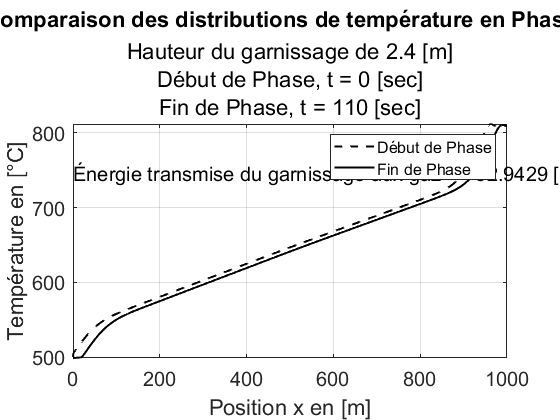 omparaison des distributions de température en Phas
Hauteur du garnissage de 2.4 [m]
Début de Phase, t = 0 [sec]
Fin de Phase, t = 110 [sec]
800
700
600
500
Température en [°C]
Énergie transmise du garnissage .9429 [
Début de Phase
Fin de Phase
0
200
400
600
800
1000
Position x en [m]